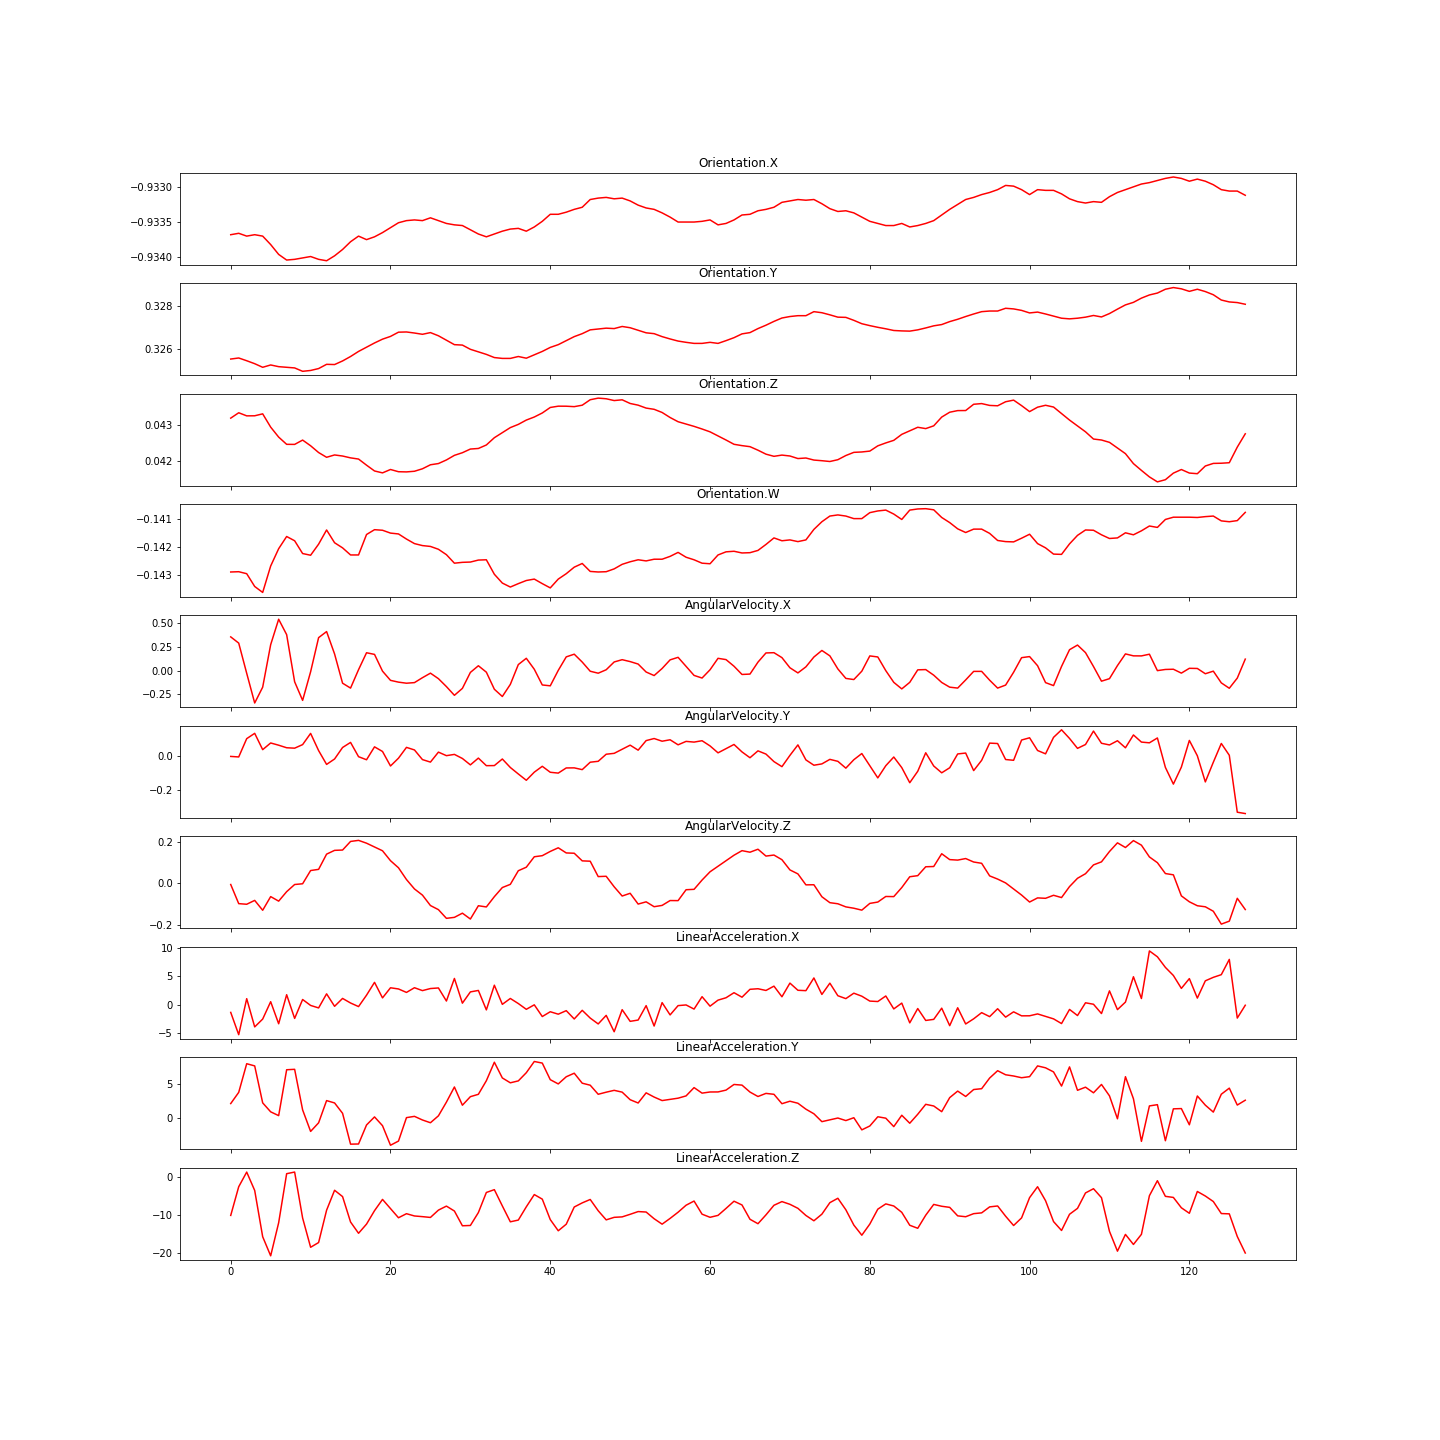 Orientation.X
−0.9330
−0.9335
−0.9340
Orientation.Y
0.328
0.326
Orientation.Z
0.043
0.042
Orientation.W
−0.141
−0.142
−0.143
AngularVelocity.X
0.50
0.25
0.00
−0.25
AngularVelocity.Y
0.0
−0.2
AngularVelocity.Z
0.2
0.0
−0.2
LinearAcceleration.X
10
5
0
−5
LinearAcceleration.Y
5
0
LinearAcceleration.Z
0
−10
−20
0 20 40 60 80 100 120